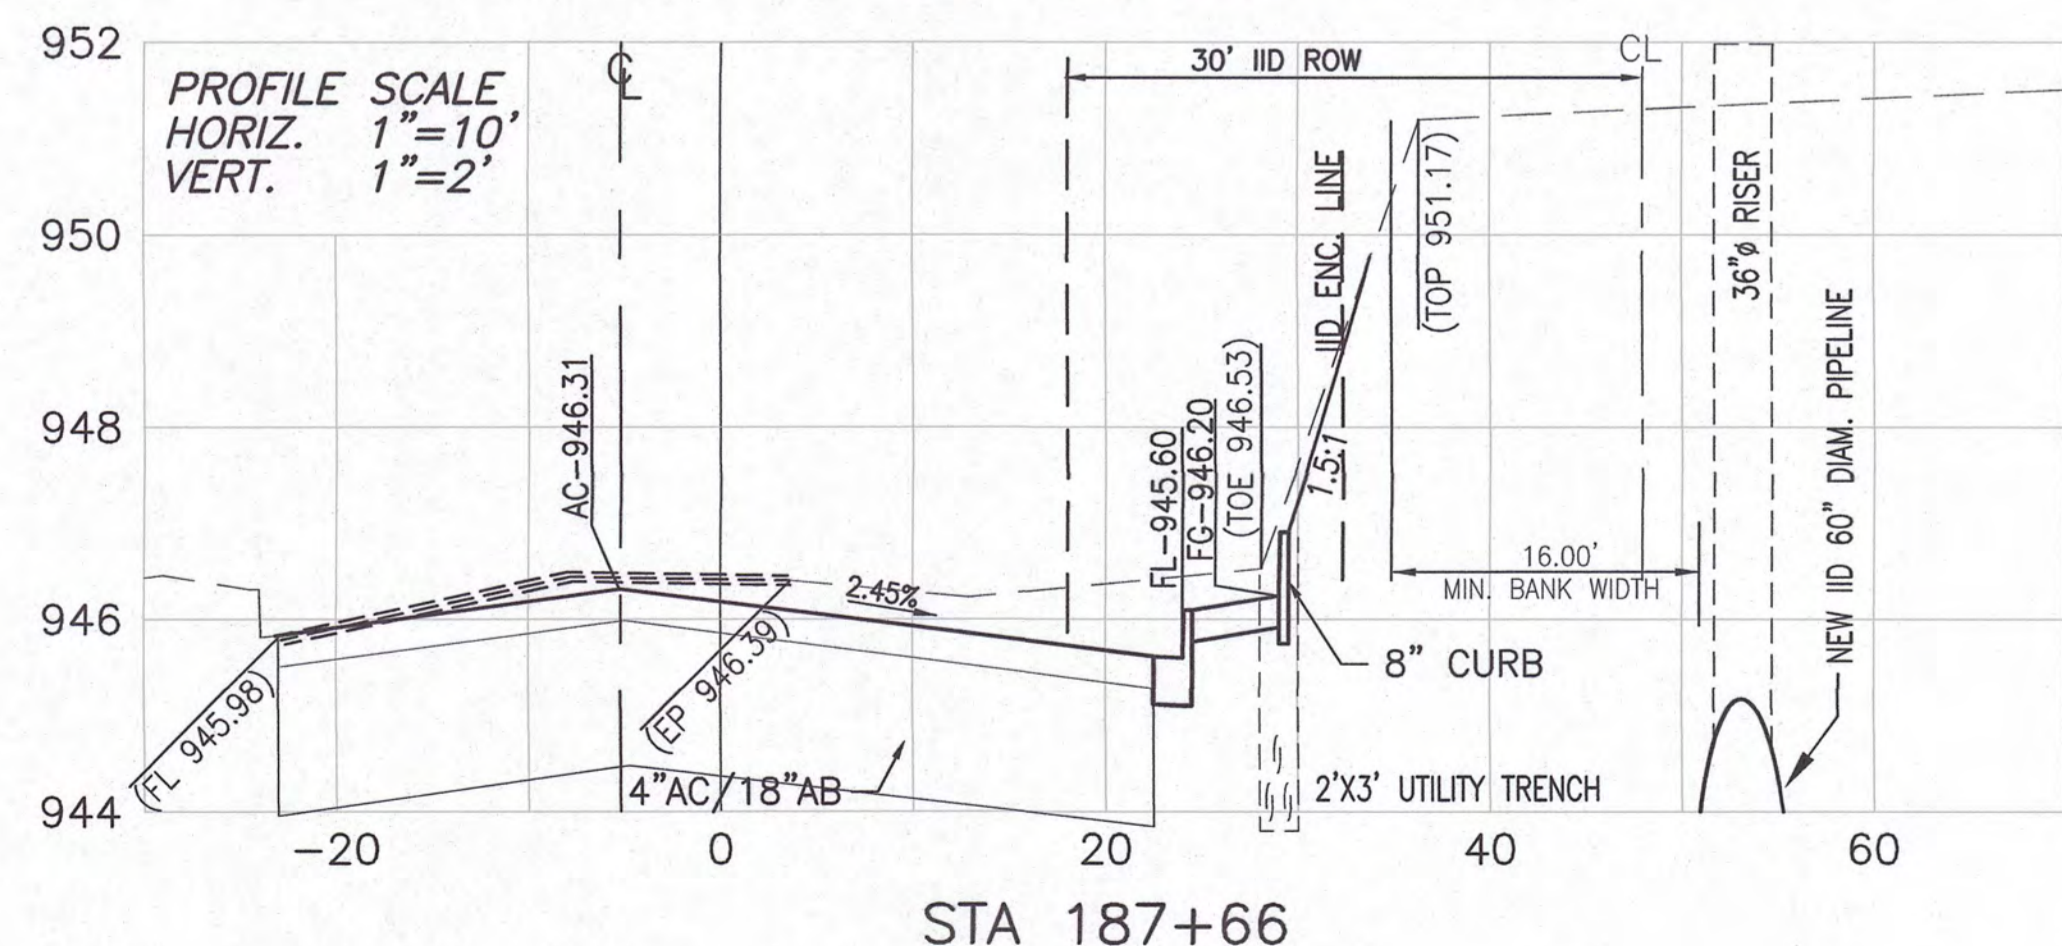 952
950
948
946
944
PROFILE SCALE
HORIZ. 1"=10'
VERT. 1"=2'
℄
30' IID ROW
CL
AC-946.31
(FL 945.98)
(EP 946.39)
4"AC/18"AB
2.45%
FL-945.60
FG-946.20
(TOE 946.53)
IID ENC. LINE
1.5:1
(TOP 951.17)
16.00'
MIN. BANK WIDTH
8" CURB
2'X3' UTILITY TRENCH
36"ø RISER
NEW IID 60" DIAM. PIPELINE
-20
0
20
40
60
STA 187+66